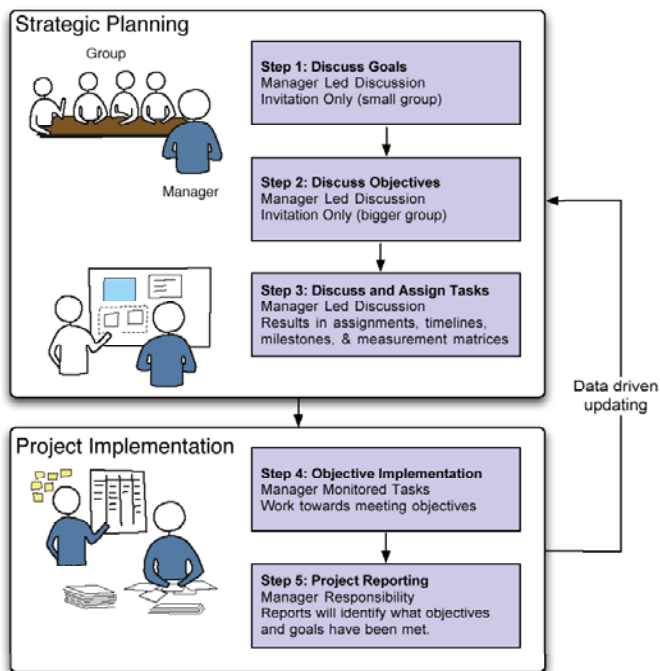 Strategic Planning
Group
Manager
Step 1: Discuss Goals
Manager Led Discussion
Invitation Only (small group)
Step 2: Discuss Objectives
Manager Led Discussion
Invitation Only (bigger group)
Step 3: Discuss and Assign Tasks
Manager Led Discussion
Results in assignments, timelines,
milestones, & measurement matrices
Data driven
updating
Project Implementation
Step 4: Objective Implementation
Manager Monitored Tasks
Work towards meeting objectives
Step 5: Project Reporting
Manager Responsibility
Reports will identify what objectives
and goals have been met.